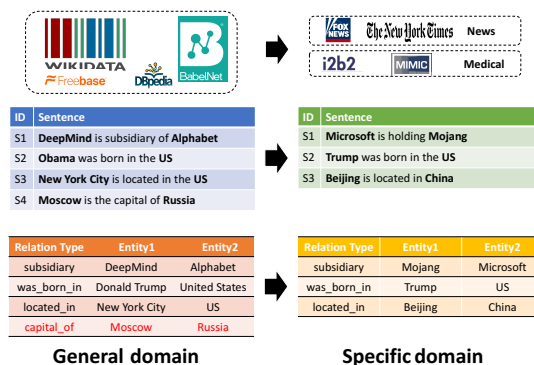 WIKIDATA
Freebase
DBpedia
BabelNet
FOX
NEWS
The New York Times
News
i2b2
MIMIC
Medical
ID Sentence
S1 DeepMind is subsidiary of Alphabet
S2 Obama was born in the US
S3 New York City is located in the US
S4 Moscow is the capital of Russia
ID Sentence
S1 Microsoft is holding Mojang
S2 Trump was born in the US
S3 Beijing is located in China
Relation Type Entity1 Entity2
subsidiary DeepMind Alphabet
was_born_in Donald Trump United States
located_in New York City US
capital_of Moscow Russia
Relation Type Entity1 Entity2
subsidiary Mojang Microsoft
was_born_in Trump US
located_in Beijing China
General domain
Specific domain